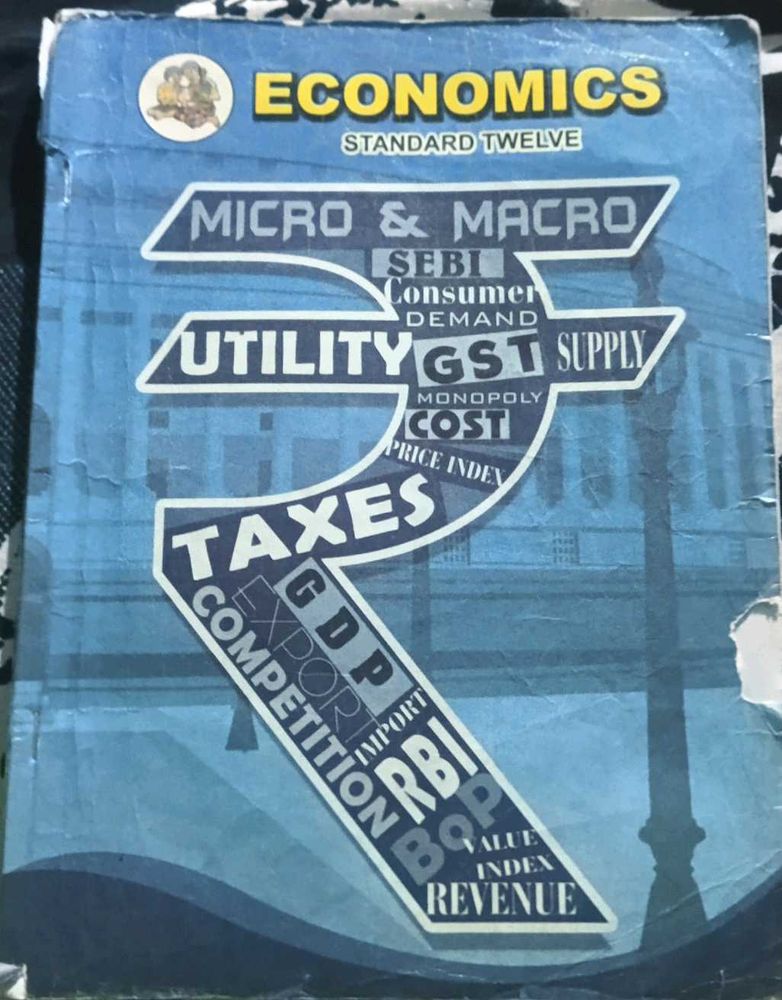 ECONOMICS
STANDARD TWELVE
MICRO & MACRO
SEBI
Consumer
DEMAND
UTILITY GST SUPPLY
MONOPOLY
COST
PRICE INDEX
TAXES
GDP
EXPORT
COMPETITION
IMPORT
RBI
BoP
VALUE
INDEX
REVENUE